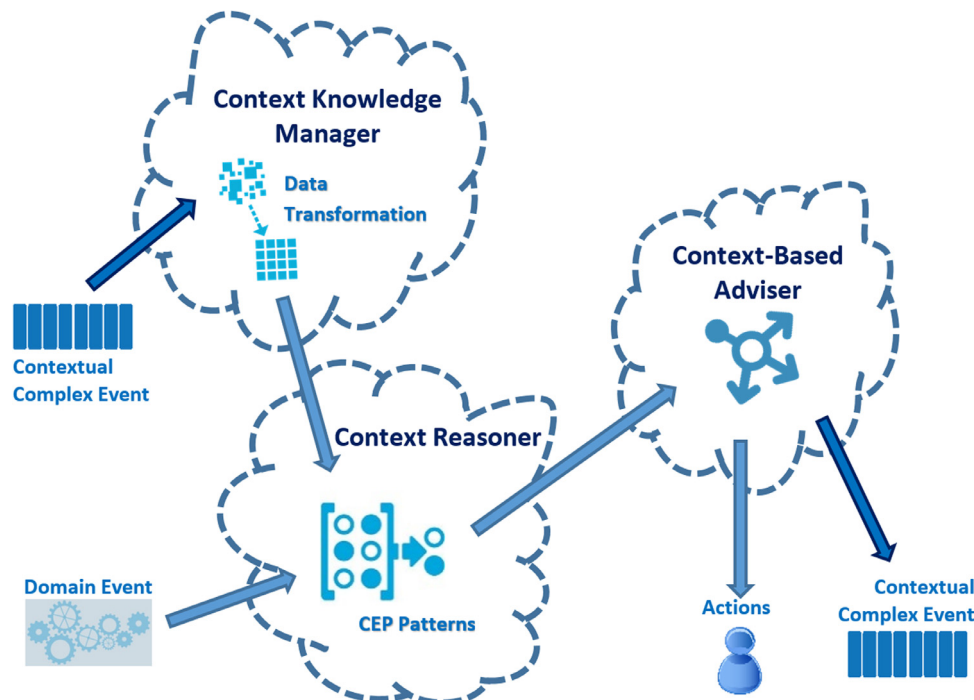 Context Knowledge
Manager
Data
Transformation
Contextual
Complex Event
Context-Based
Adviser
Context Reasoner
CEP Patterns
Domain Event
Actions
Contextual
Complex Event